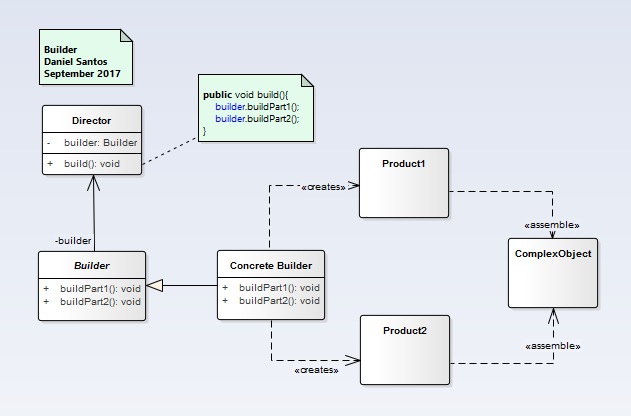 Builder
Daniel Santos
September 2017
public void build(){
builder.buildPart1();
builder.buildPart2();
}
Director
- builder: Builder
+ build(): void
-builder
Builder
+ buildPart1(): void
+ buildPart2(): void
Concrete Builder
+ buildPart1(): void
+ buildPart2(): void
«creates»
Product1
«assemble»
ComplexObject
«creates»
Product2
«assemble»